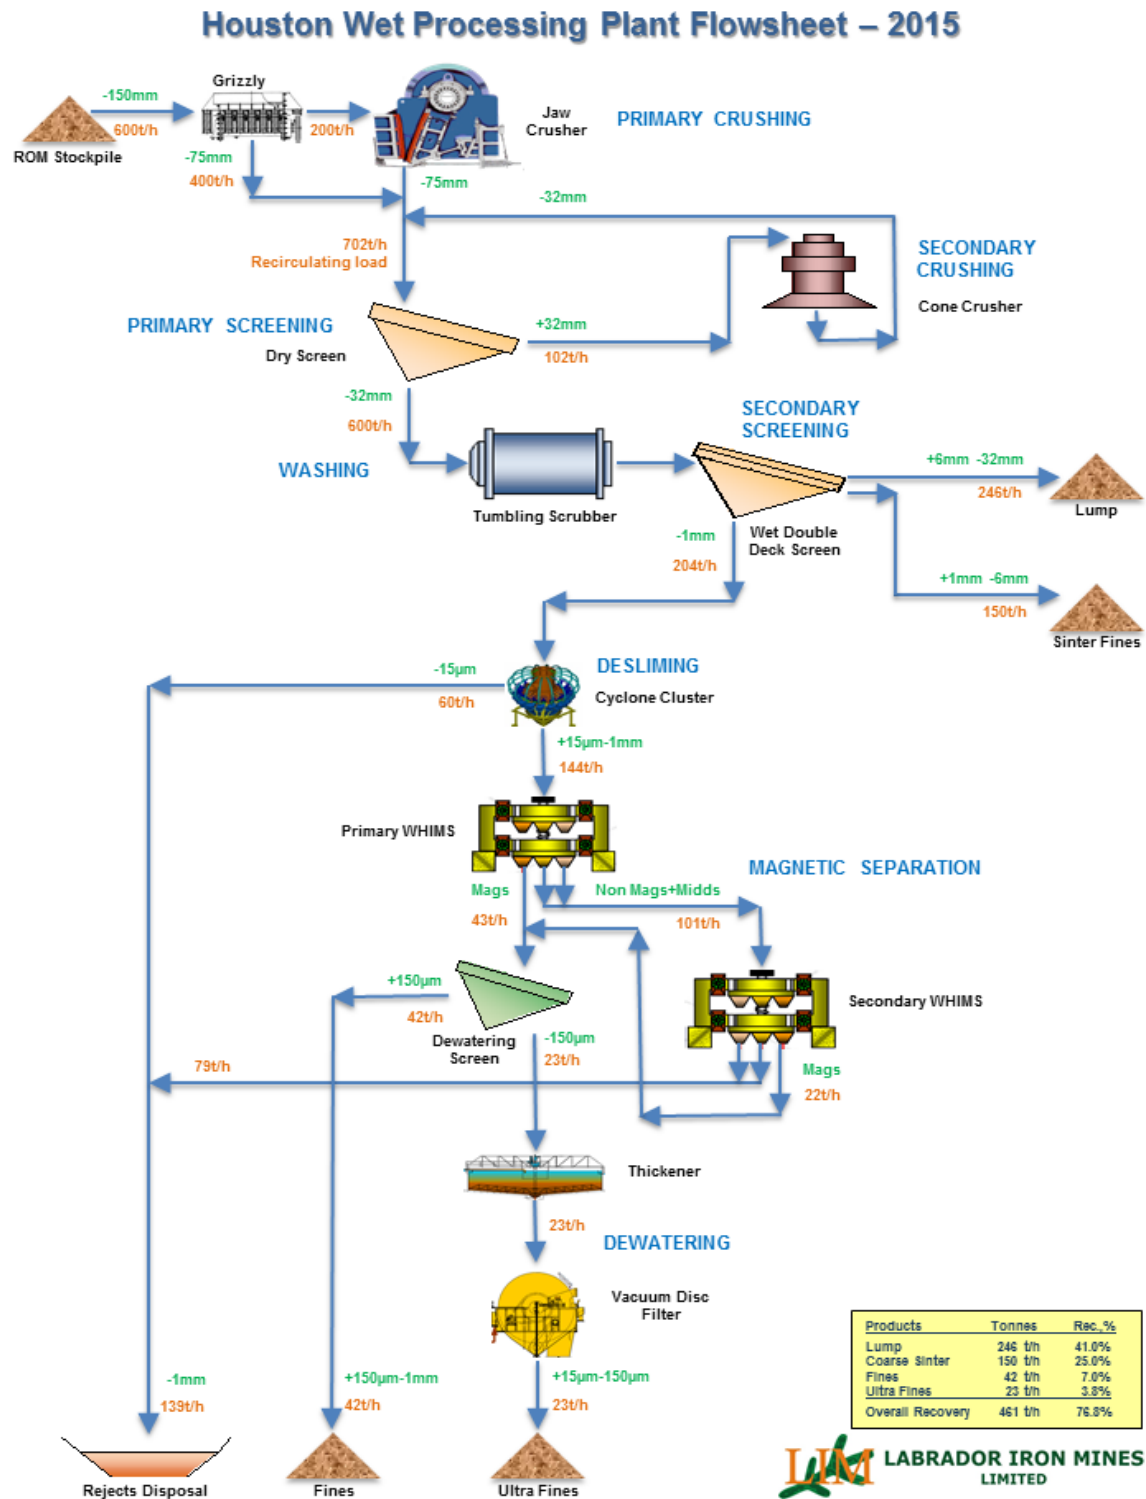 Houston Wet Processing Plant Flowsheet – 2015
Grizzly
-150mm
600t/h
200t/h
Jaw
Crusher
PRIMARY CRUSHING
ROM Stockpile
-75mm
400t/h
-75mm
-32mm
702t/h
Recirculating load
SECONDARY
CRUSHING
Cone Crusher
PRIMARY SCREENING
Dry Screen
+32mm
102t/h
-32mm
600t/h
SECONDARY
SCREENING
WASHING
Tumbling Scrubber
+6mm -32mm
246t/h
Lump
-1mm
204t/h
Wet Double
Deck Screen
+1mm -6mm
150t/h
Sinter Fines
-15µm
60t/h
DESLIMING
Cyclone Cluster
+15µm-1mm
144t/h
Primary WHIMS
MAGNETIC SEPARATION
Mags
43t/h
Non Mags+Midds
101t/h
+150µm
42t/h
Dewatering
Screen
-150µm
23t/h
Secondary WHIMS
79t/h
Mags
22t/h
Thickener
23t/h
DEWATERING
Vacuum Disc
Filter
-1mm
139t/h
+150µm-1mm
42t/h
+15µm-150µm
23t/h
Products Tonnes Rec.,%
Lump 246 t/h 41.0%
Coarse Sinter 150 t/h 25.0%
Fines 42 t/h 7.0%
Ultra Fines 23 t/h 3.8%
Overall Recovery 461 t/h 76.8%
Rejects Disposal
Fines
Ultra Fines
LIM
LABRADOR IRON MINES
LIMITED